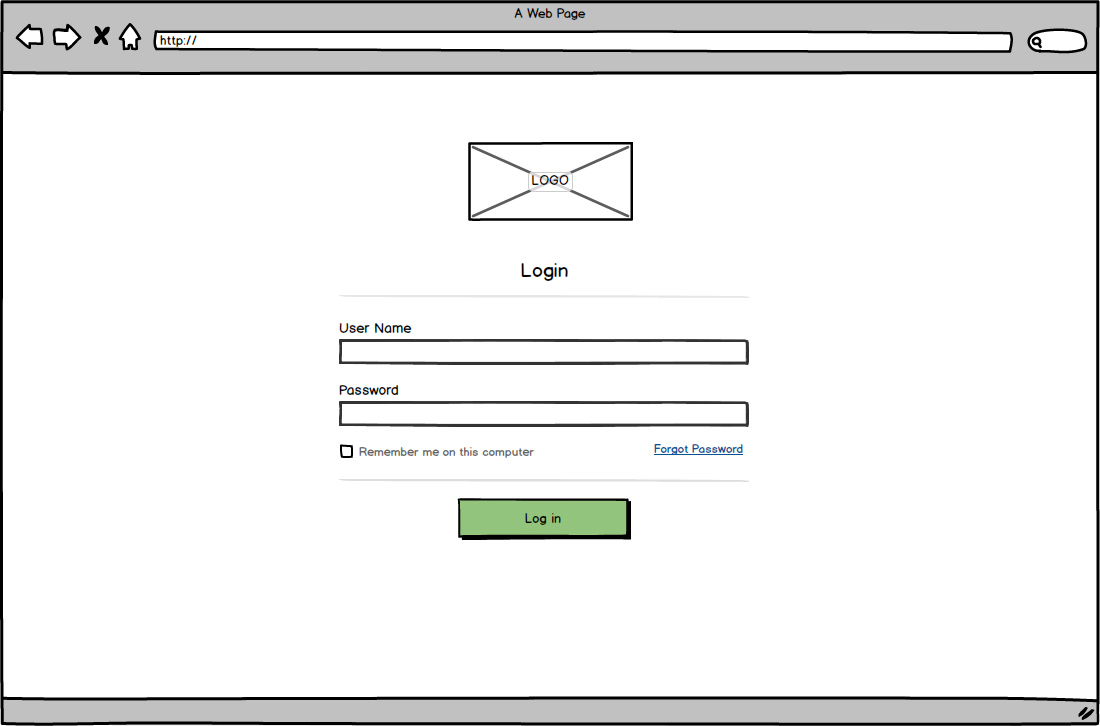 A Web Page
http://
LOGO
Login
User Name
Password
Remember me on this computer
Forgot Password
Log in